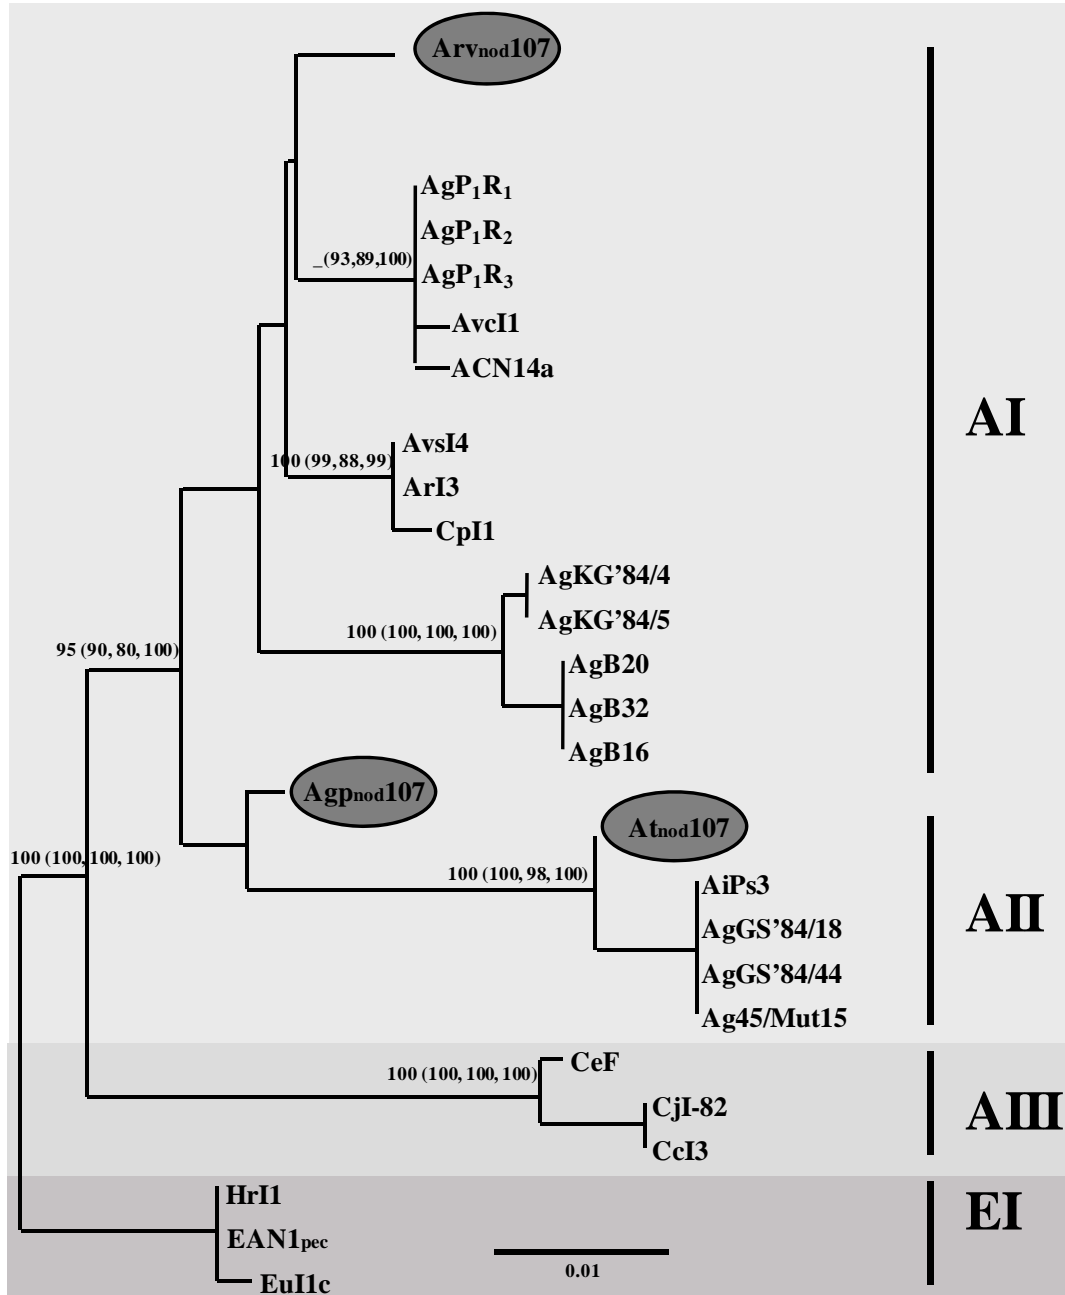 Arvnod107
AgP1R1
AgP1R2
_(93,89,100)
AgP1R3
AvcI1
ACN14a
AI
AvsI4
100 (99,88,99)
ArI3
CpI1
AgKG’84/4
AgKG’84/5
100 (100, 100, 100)
95 (90, 80, 100)
AgB20
AgB32
AgB16
Agpnod107
Atnod107
100 (100,100, 100)
100 (100, 98, 100)
AiPs3
AII
AgGS’84/18
AgGS’84/44
Ag45/Mut15
CeF
100 (100, 100, 100)
CjI-82
AIII
CcI3
HrI1
EI
EAN1pec
0.01
EuI1c